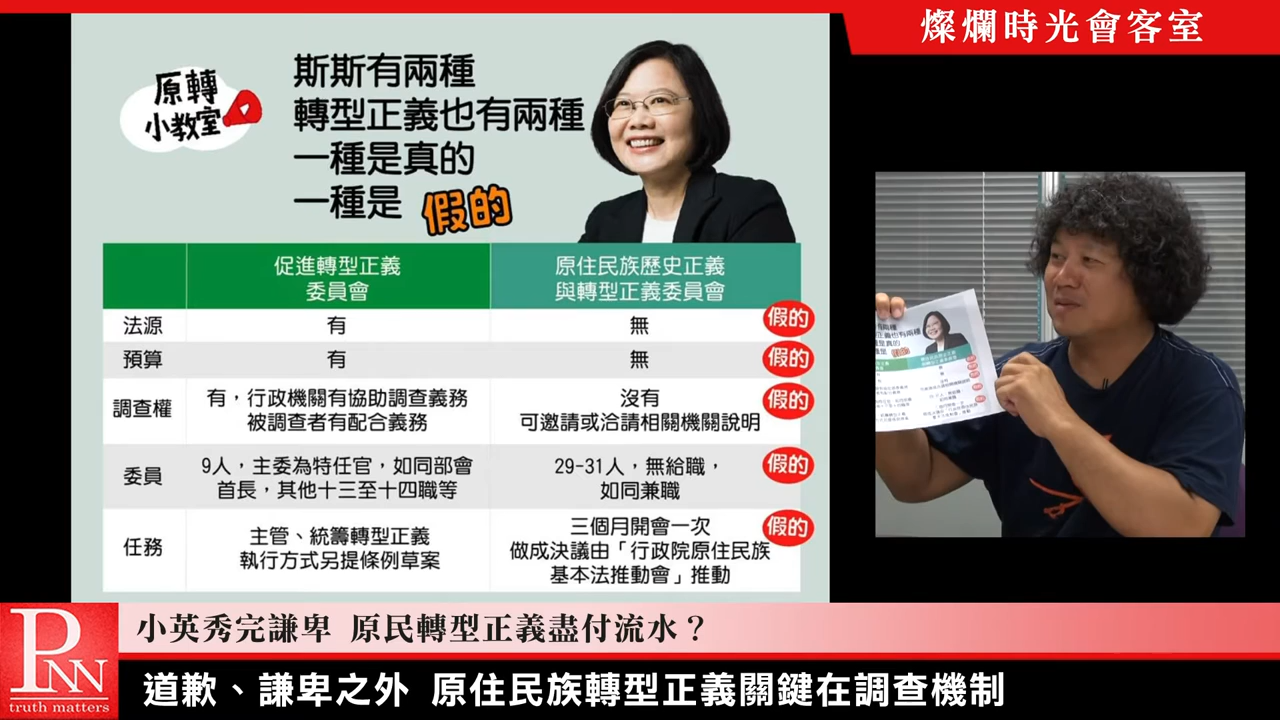 燦爛時光會客室
原轉
小教室
斯斯有兩種
轉型正義也有兩種
一種是真的
一種是 假的
促進轉型正義
委員會
原住民族歷史正義
與轉型正義委員會
法源 有 無 假的
預算 有 無 假的
調查權
有，行政機關有協助調查義務
被調查者有配合義務
沒有
可邀請或洽請相關機關說明
假的
委員
9人，主委為特任官，如同部會
首長，其他十三至十四職等
29-31人，無給職，
如同兼職
假的
任務
主管、統籌轉型正義
執行方式另提條例草案
三個月開會一次
做成決議由「行政院原住民族
基本法推動會」推動
假的
PNN
truth matters
小英秀完謙卑 原民轉型正義盡付流水？
道歉、謙卑之外 原住民族轉型正義關鍵在調查機制